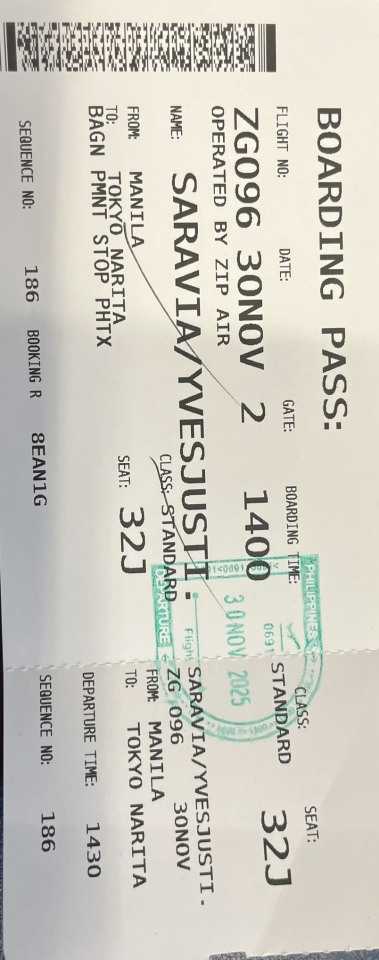 BOARDING PASS:
FLIGHT NO: DATE: GATE: BOARDING TIME: CLASS: SEAT:
ZG096 30NOV 2 1400 STANDARD 32J
OPERATED BY ZIP AIR
NAME: SARAVIA/YVESJUSTI.
CLASS: STANDARD
FROM: MANILA
TO: TOKYO NARITA
SEAT: 32J
BAGN PMNT STOP PHTX
SEQUENCE NO: 186 BOOKING R 8EAN1G
PHILIPPINES
0691
30 NOV 2025
DEPARTURE
Flight
SARAVIA/YVESJUSTI.
ZG 096 30NOV
FROM: MANILA
TO: TOKYO NARITA
DEPARTURE TIME: 1430
SEQUENCE NO: 186